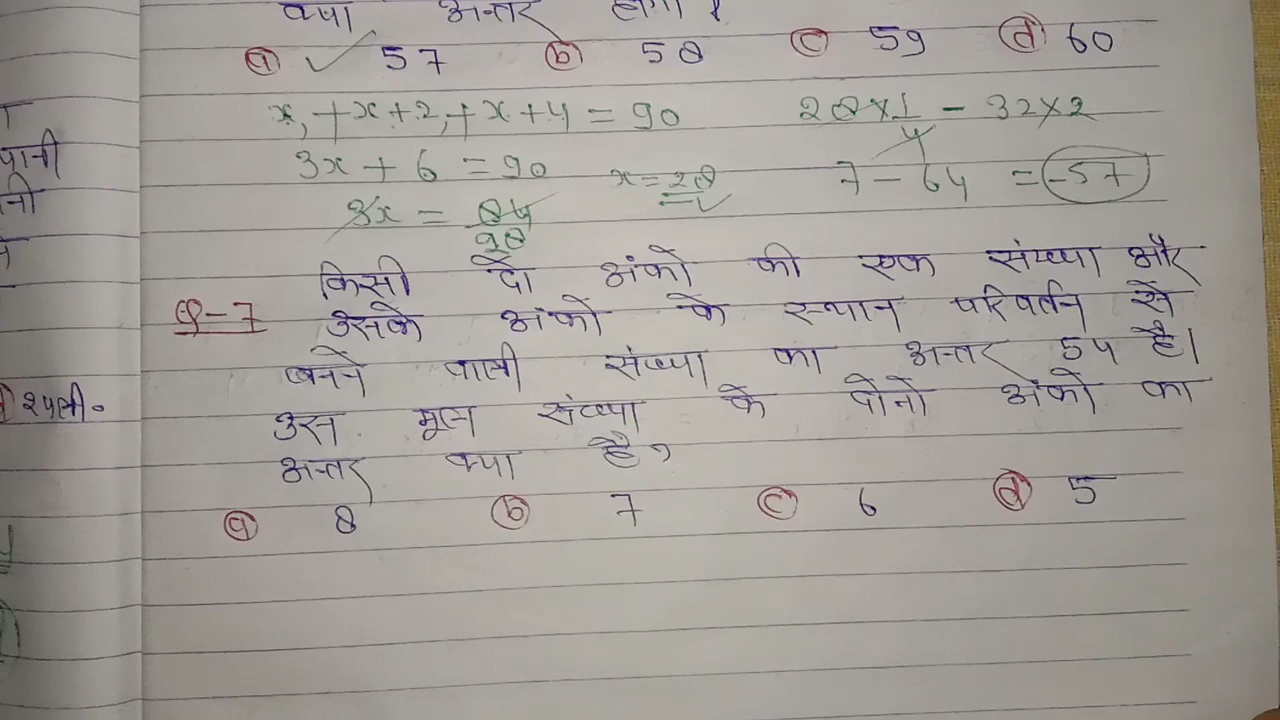 क्या अन्तर होगा ?
ⓐ ✓ 57 ⓑ 58 ⓒ 59 ⓓ 60
x, +x+2, +x+4 = 90
28×1/4 - 32×2
3x + 6 = 90
x = 28
7 - 64 = -57
3x = 84
28
किसी दो अंको की एक संख्या और
Q-7 उसके अंको के स्थान परिवर्तन से
बनने वाली संख्या का अन्तर 54 है।
उस मूल संख्या के दोनो अंको का
अन्तर क्या है?
ⓐ 8 ⓑ 7 ⓒ 6 ⓓ 5
पानी